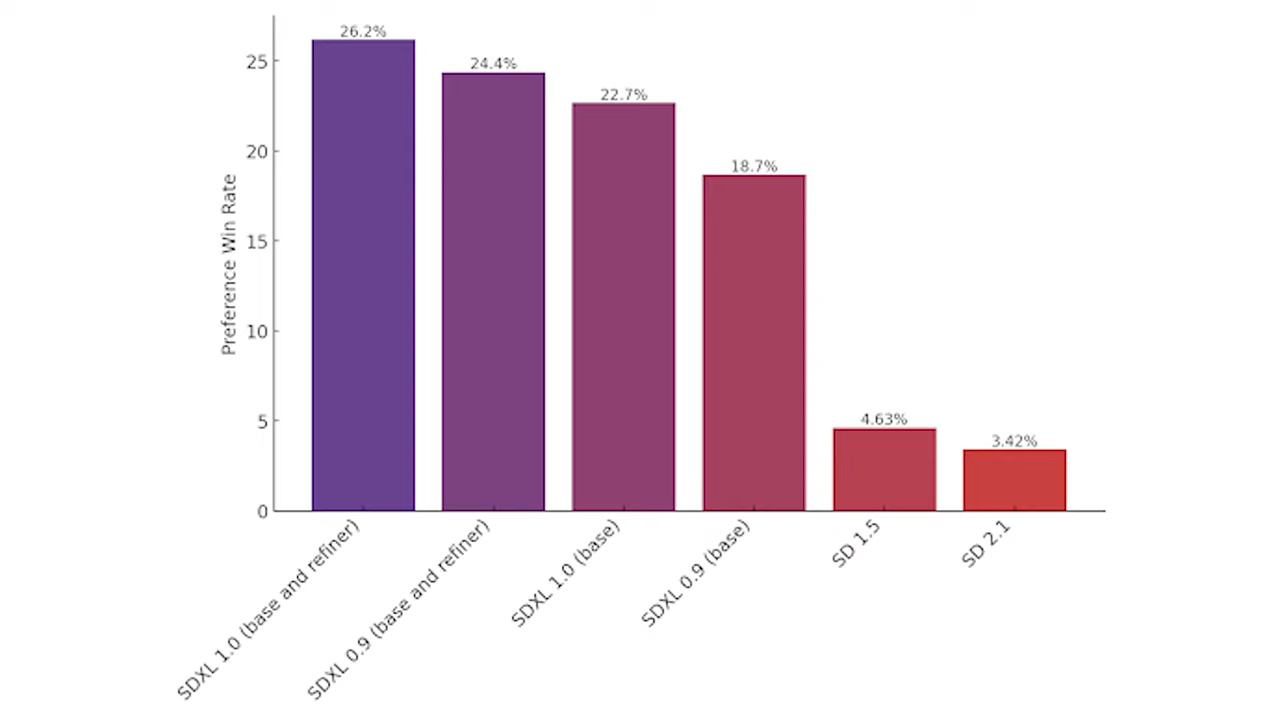 26.2%
24.4%
22.7%
18.7%
4.63%
3.42%
Preference Win Rate
25
20
15
10
5
0
SDXL 1.0 (base and refiner)
SDXL 0.9 (base and refiner)
SDXL 1.0 (base)
SDXL 0.9 (base)
SD 1.5
SD 2.1